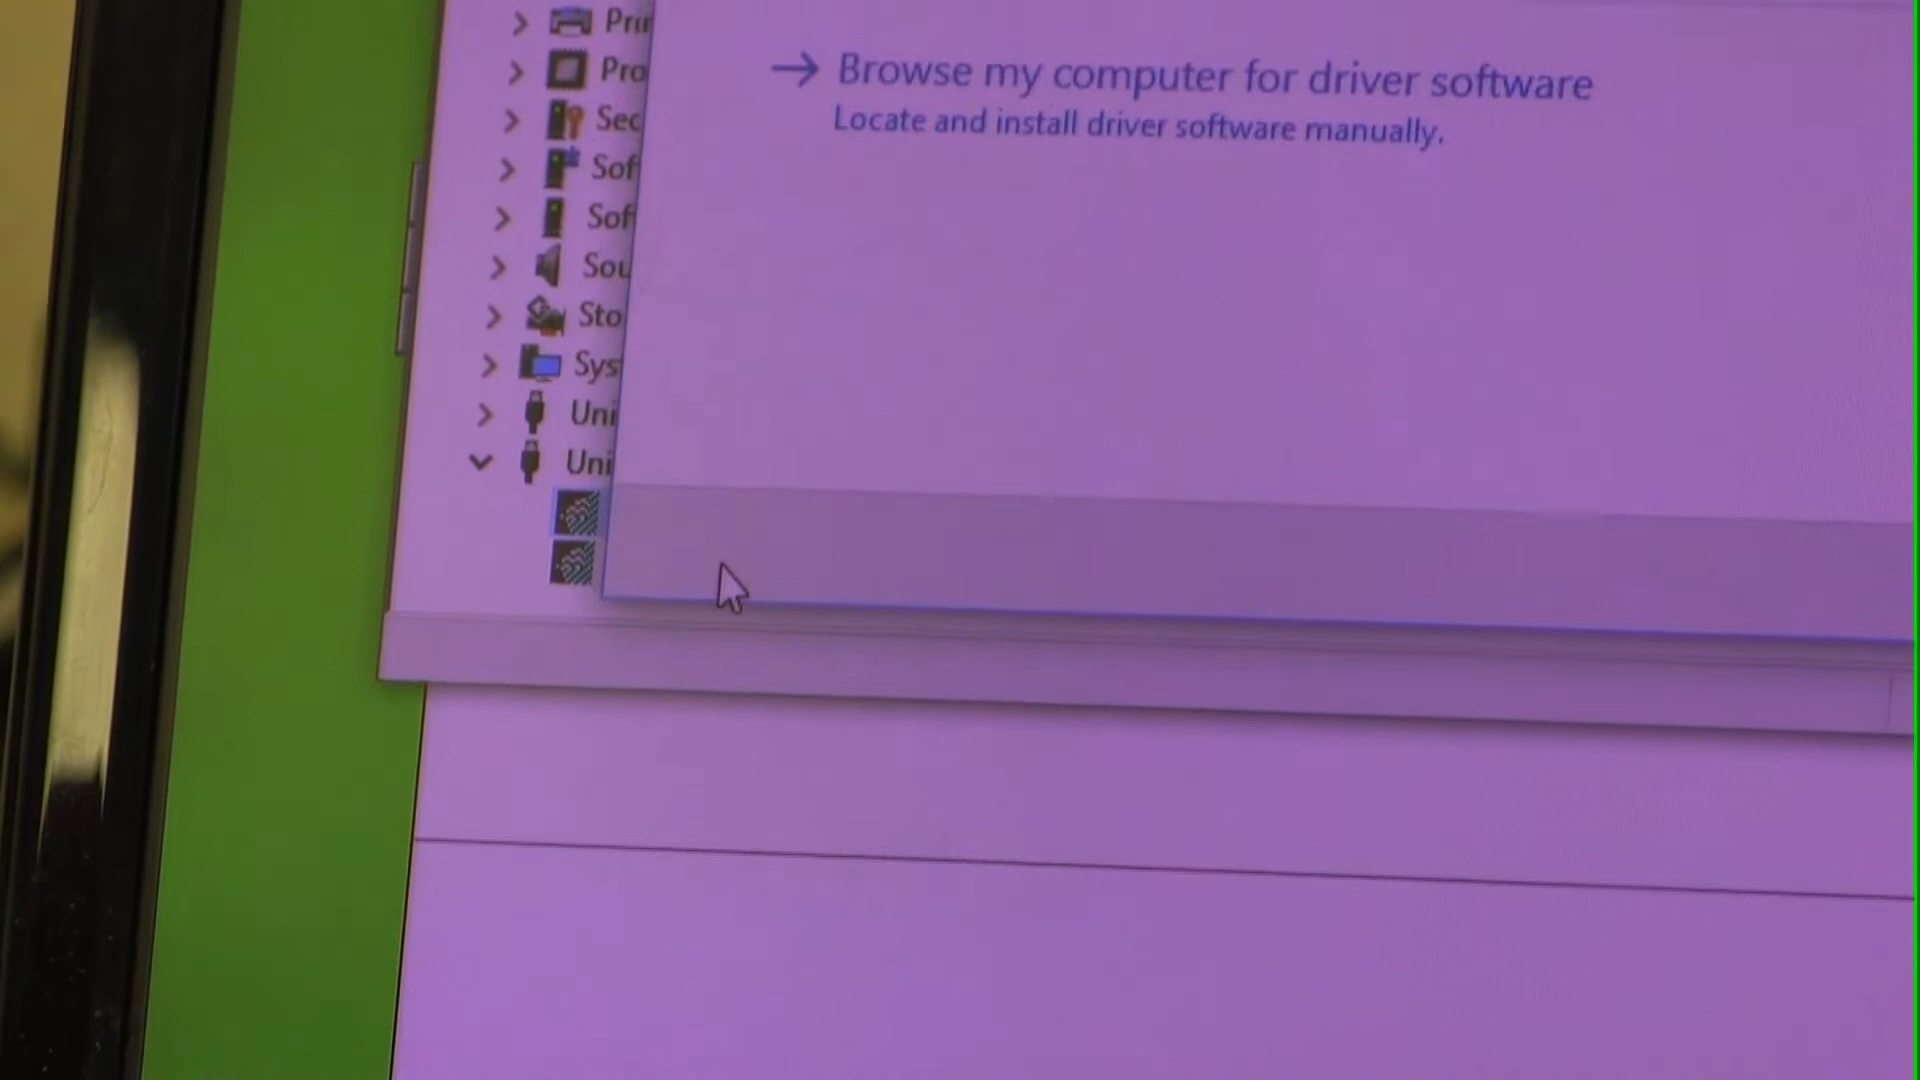 Pri
Pro
Sec
Sof
Sof
Sou
Sto
Sys
Uni
Uni
Browse my computer for driver software
Locate and install driver software manually.